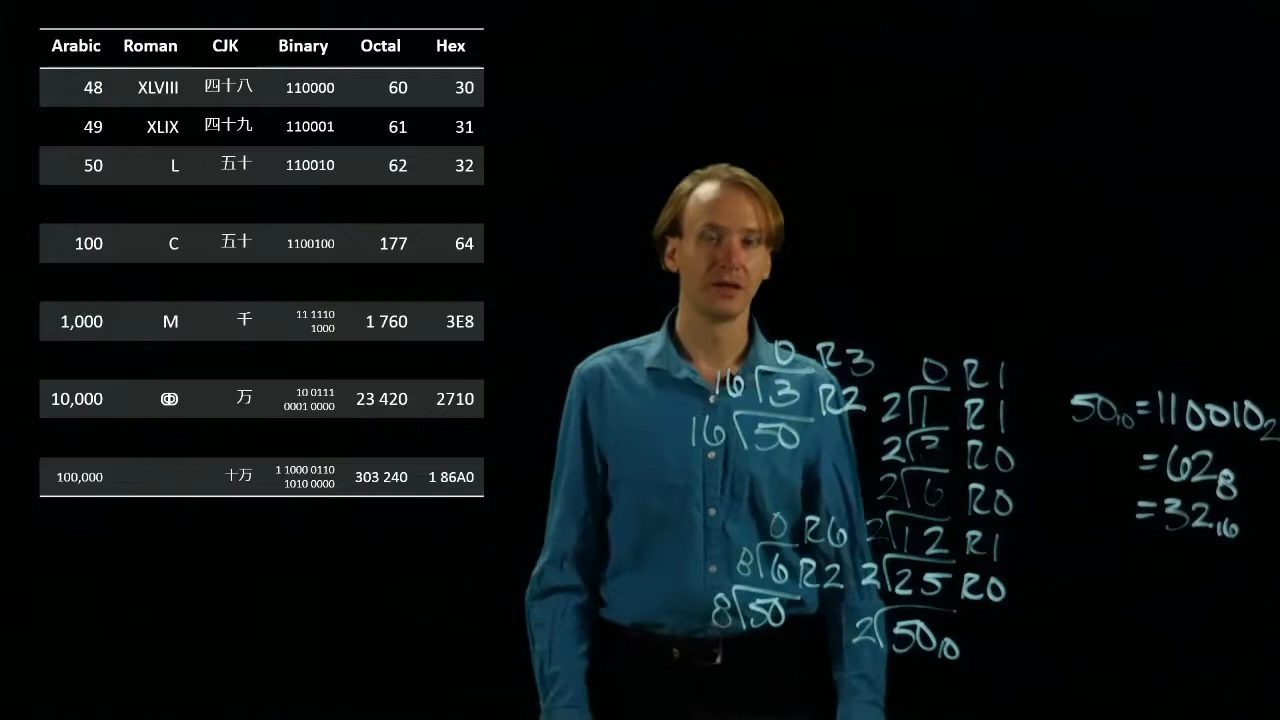 Arabic Roman CJK Binary Octal Hex
48 XLVIII 四十八 110000 60 30
49 XLIX 四十九 110001 61 31
50 L 五十 110010 62 32
100 C 五十 1100100 177 64
1,000 M 千 11 1110 1000 1 760 3E8
10,000 ↂ 万 10 0111 0001 0000 23 420 2710
100,000 十万 1 1000 0110 1010 0000 303 240 1 86A0
0 R3
16 3 R2
16 50
0 R6
8 6 R2
8 50
0 R1
2 1 R1
2 3 R0
2 6 R0
2 12 R1
2 25 R0
2 50₁₀
50₁₀=110010₂
=62₈
=32₁₆